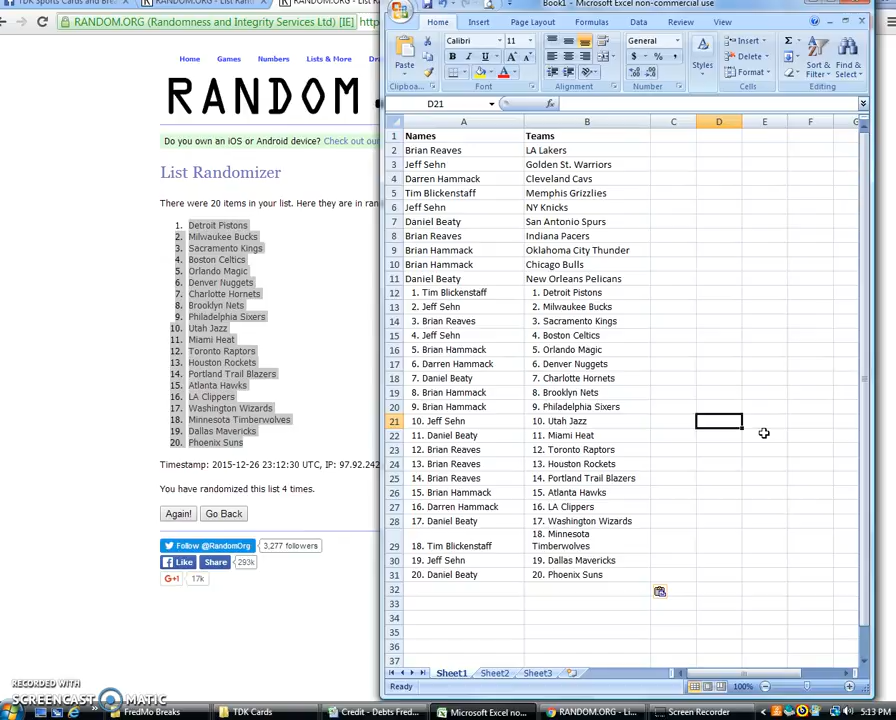 TDK Sports Cards and Bre
RANDOM.ORG - List Ran
RANDOM.ORG (Randomness and Integrity Services Ltd) [IE]
Home Games Numbers Lists & More
RANDOM
Do you own an iOS or Android device? Check out our
List Randomizer
There were 20 items in your list. Here they are in ran
1. Detroit Pistons
2. Milwaukee Bucks
3. Sacramento Kings
4. Boston Celtics
5. Orlando Magic
6. Denver Nuggets
7. Charlotte Hornets
8. Brooklyn Nets
9. Philadelphia Sixers
10. Utah Jazz
11. Miami Heat
12. Toronto Raptors
13. Houston Rockets
14. Portland Trail Blazers
15. Atlanta Hawks
16. LA Clippers
17. Washington Wizards
18. Minnesota Timberwolves
19. Dallas Mavericks
20. Phoenix Suns
Timestamp: 2015-12-26 23:12:30 UTC, IP: 97.92.242
You have randomized this list 4 times.
Again! Go Back
Follow @RandomOrg 3,277 followers
Like Share 293k
G+1 17k
Book1 - Microsoft Excel non-commercial use
Home Insert Page Layout Formulas Data Review View
Paste
Calibri 11
General
Styles
Insert
Delete
Format
Sort & Filter
Find & Select
Clipboard Font Alignment Number Cells Editing
D21
A B C D E F G
1 Names Teams
2 Brian Reaves LA Lakers
3 Jeff Sehn Golden St. Warriors
4 Darren Hammack Cleveland Cavs
5 Tim Blickenstaff Memphis Grizzlies
6 Jeff Sehn NY Knicks
7 Daniel Beaty San Antonio Spurs
8 Brian Reaves Indiana Pacers
9 Brian Hammack Oklahoma City Thunder
10 Brian Hammack Chicago Bulls
11 Daniel Beaty New Orleans Pelicans
12 1. Tim Blickenstaff 1. Detroit Pistons
13 2. Jeff Sehn 2. Milwaukee Bucks
14 3. Brian Reaves 3. Sacramento Kings
15 4. Jeff Sehn 4. Boston Celtics
16 5. Brian Hammack 5. Orlando Magic
17 6. Darren Hammack 6. Denver Nuggets
18 7. Daniel Beaty 7. Charlotte Hornets
19 8. Brian Hammack 8. Brooklyn Nets
20 9. Brian Hammack 9. Philadelphia Sixers
21 10. Jeff Sehn 10. Utah Jazz
22 11. Daniel Beaty 11. Miami Heat
23 12. Brian Reaves 12. Toronto Raptors
24 13. Brian Reaves 13. Houston Rockets
25 14. Brian Reaves 14. Portland Trail Blazers
26 15. Brian Hammack 15. Atlanta Hawks
27 16. Darren Hammack 16. LA Clippers
28 17. Daniel Beaty 17. Washington Wizards
29 18. Tim Blickenstaff 18. Minnesota
Timberwolves
30 19. Jeff Sehn 19. Dallas Mavericks
31 20. Daniel Beaty 20. Phoenix Suns
32
33
34
35
36
37
Sheet1 Sheet2 Sheet3
Ready 100%
RECORDED WITH
SCREENCAST MATIC
FredMo Breaks TDK Cards Credit - Debts Fred... Microsoft Excel no... RANDOM.ORG - Li... Screen Recorder 5:13 PM